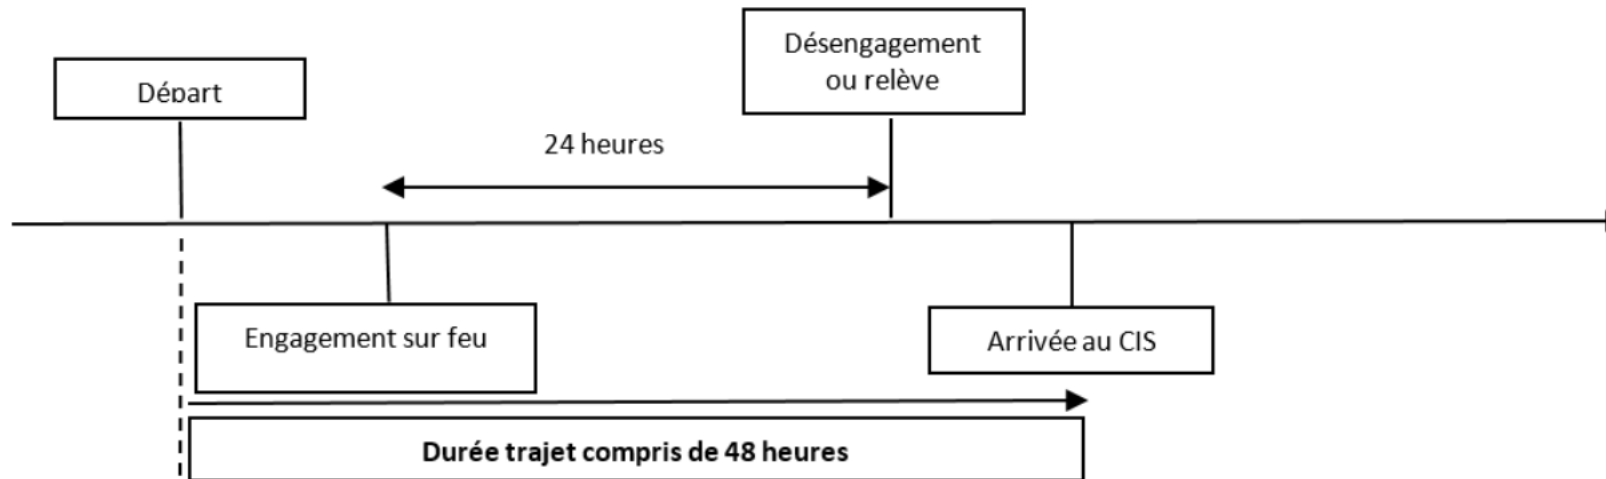 Départ
Désengagement
ou relève
24 heures
Engagement sur feu
Arrivée au CIS
Durée trajet compris de 48 heures